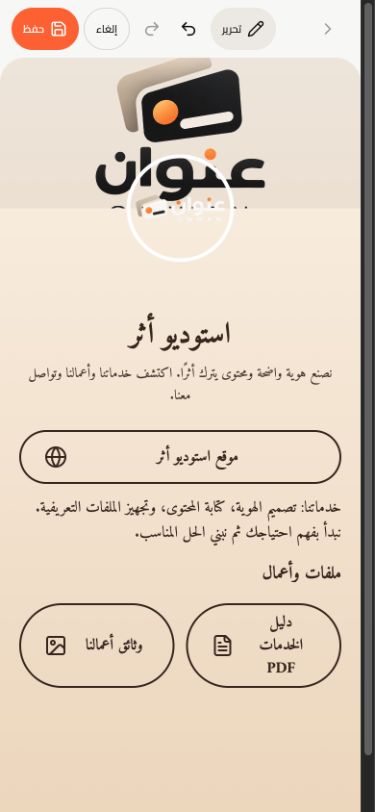 تحرير
إلغاء
حفظ
عنوان
عنوان
استوديو أثر
نصنع هوية واضحة ومحتوى يترك أثرًا. اكتشف خدماتنا وأعمالنا وتواصل
معنا.
موقع استوديو أثر
خدماتنا: تصميم الهوية، كتابة المحتوى، وتجهيز الملفات التعريفية.
نبدأ بفهم احتياجك ثم نبني الحل المناسب.
ملفات وأعمال
دليل
الخدمات
PDF
وثائق أعمالنا